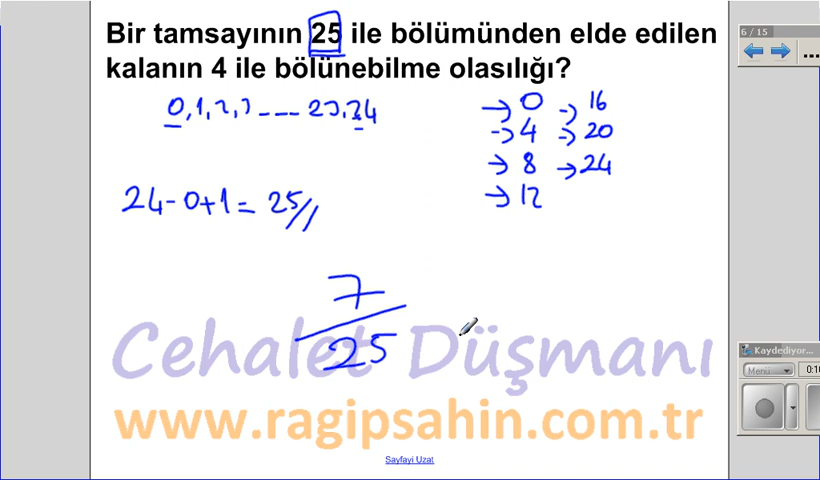 Bir tamsayının 25 ile bölümünden elde edilen
kalanın 4 ile bölünebilme olasılığı?
0,1,2,3 ---- 23,24
→ 0 → 16
→ 4 → 20
→ 8 → 24
→ 12
24-0+1 = 25//
7
25
Cehalet Düşmanı
www.ragipsahin.com.tr
Sayfayi Uzat
6 / 15
...
Kaydediyor...
Menü